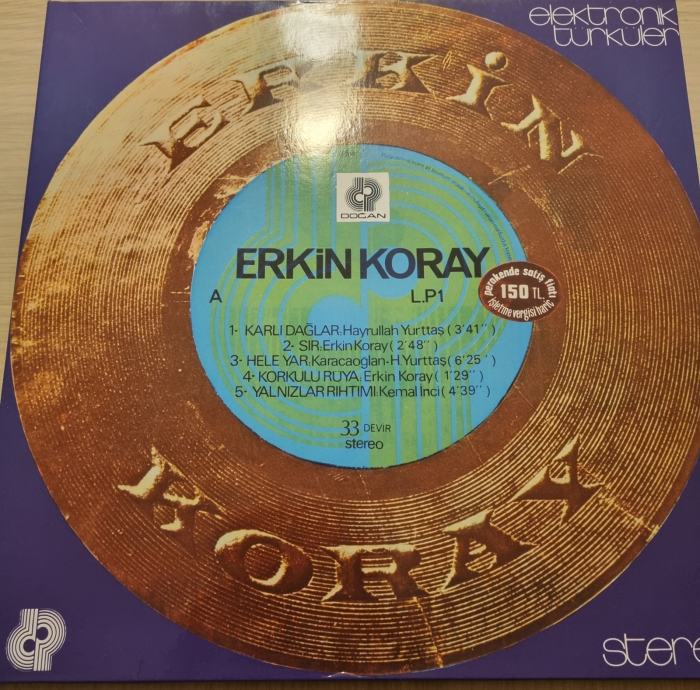 elektronik
türküler
ERKİN
DOĞAN
ERKİN KORAY
A L.P1
perakende satış fiatı
150 TL.
işletme vergisi hariç
1- KARLI DAĞLAR: Hayrullah Yurttaş (3'41'')
2- SIR: Erkin Koray (2'48'')
3- HELE YAR: Karacaoglan-H.Yurttaş (6'25')
4- KORKULU RUYA: Erkin Koray (1'29'')
5- YALNIZLAR RIHTIMI: Kemal İnci (4'39'')
33 DEVIR
stereo
KORAY
stere